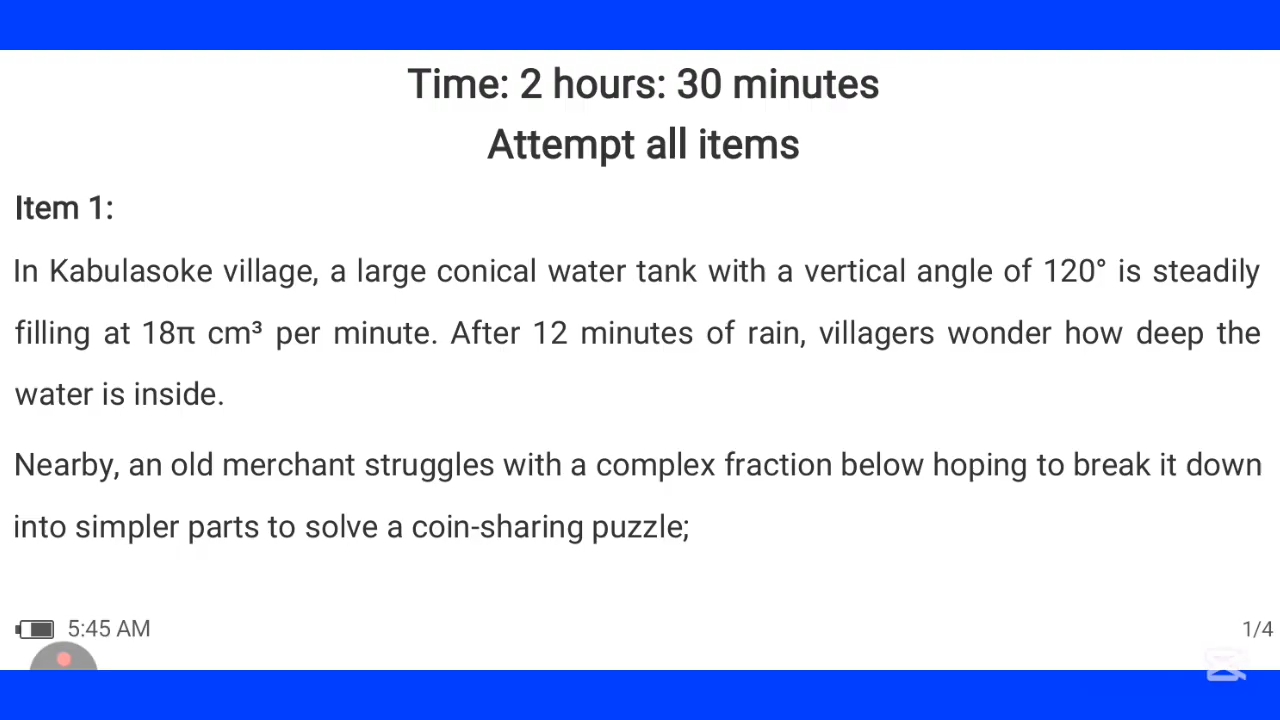 Time: 2 hours: 30 minutes
Attempt all items
Item 1:
In Kabulasoke village, a large conical water tank with a vertical angle of 120° is steadily
filling at 18π cm³ per minute. After 12 minutes of rain, villagers wonder how deep the
water is inside.
Nearby, an old merchant struggles with a complex fraction below hoping to break it down
into simpler parts to solve a coin-sharing puzzle;
5:45 AM
1/4